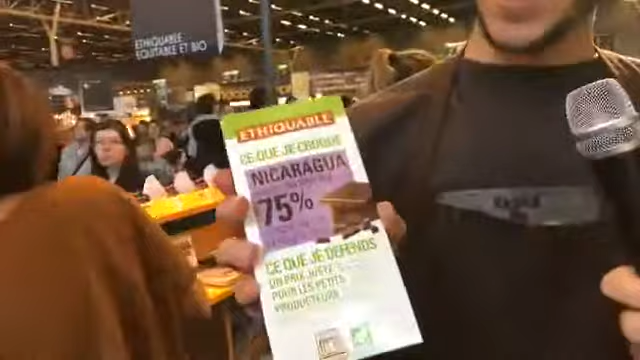 ETHIQUABLE
EQUITABLE ET BIO
ETHIQUABLE
CE QUE JE CROQUE
NICARAGUA
75%
CE QUE JE DÉFENDS
UN PRIX JUSTE
POUR LES PETITS
PRODUCTEURS